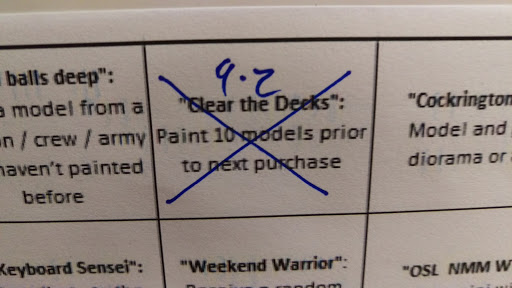 balls deep":
a model from a
n / crew / army
haven't painted
before
9.2
"Clear the Decks":
Paint 10 models prior
to next purchase
"Cockrington
Model and
diorama or
Keyboard Sensei":
"Weekend Warrior":
"OSL NMM W